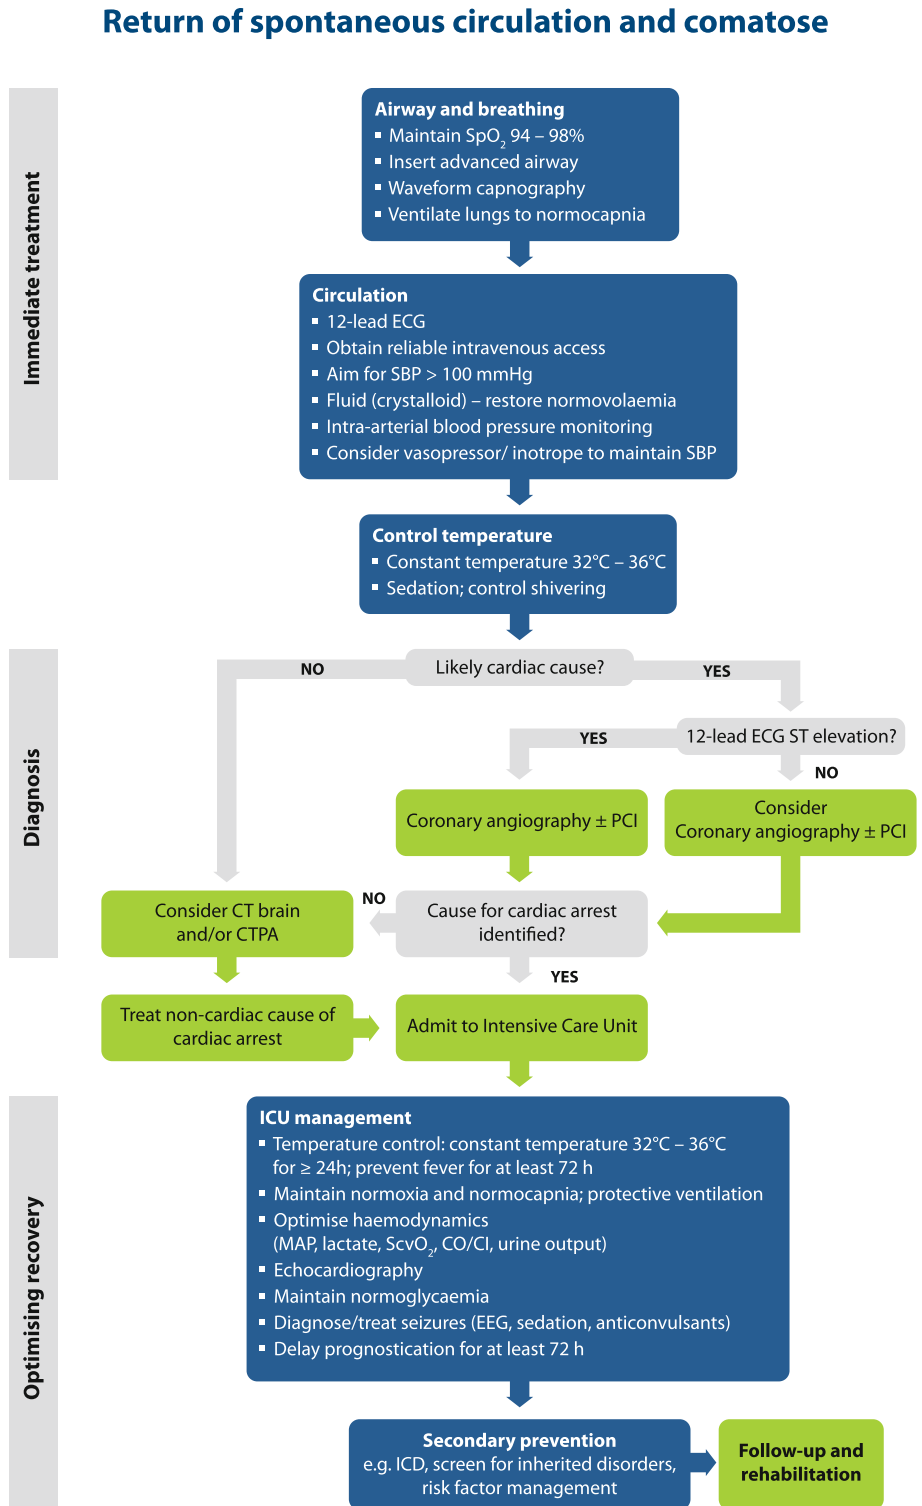 Return of spontaneous circulation and comatose
Immediate treatment
Airway and breathing
▪ Maintain SpO₂ 94 – 98%
▪ Insert advanced airway
▪ Waveform capnography
▪ Ventilate lungs to normocapnia
Circulation
▪ 12-lead ECG
▪ Obtain reliable intravenous access
▪ Aim for SBP > 100 mmHg
▪ Fluid (crystalloid) – restore normovolaemia
▪ Intra-arterial blood pressure monitoring
▪ Consider vasopressor/ inotrope to maintain SBP
Control temperature
▪ Constant temperature 32°C – 36°C
▪ Sedation; control shivering
Diagnosis
Likely cardiac cause?
NO
YES
12-lead ECG ST elevation?
YES
NO
Coronary angiography ± PCI
Consider
Coronary angiography ± PCI
Cause for cardiac arrest
identified?
NO
YES
Consider CT brain
and/or CTPA
Treat non-cardiac cause of
cardiac arrest
Admit to Intensive Care Unit
Optimising recovery
ICU management
▪ Temperature control: constant temperature 32°C – 36°C
for ≥ 24h; prevent fever for at least 72 h
▪ Maintain normoxia and normocapnia; protective ventilation
▪ Optimise haemodynamics
(MAP, lactate, ScvO₂, CO/CI, urine output)
▪ Echocardiography
▪ Maintain normoglycaemia
▪ Diagnose/treat seizures (EEG, sedation, anticonvulsants)
▪ Delay prognostication for at least 72 h
Secondary prevention
e.g. ICD, screen for inherited disorders,
risk factor management
Follow-up and
rehabilitation